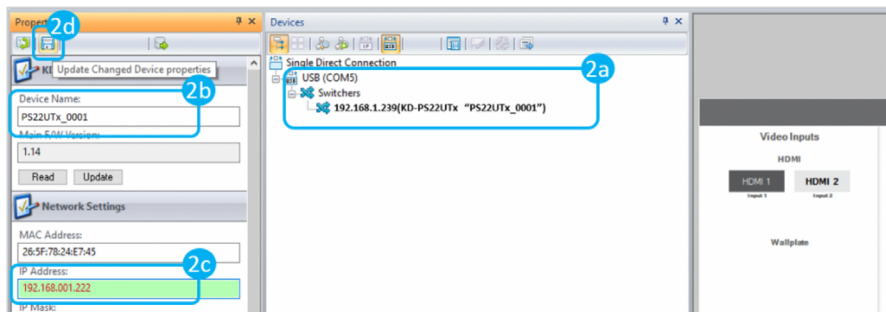 Propert
2d
Update Changed Device properties
2b
Device Name:
PS22UTx_0001
Main F/W Version:
1.14
Read Update
Network Settings
MAC Address:
26:5F:78:24:E7:45
IP Address:
2c
192.168.001.222
IP Mask:
Devices
Single Direct Connection
2a
USB (COM5)
Switchers
192.168.1.239(KD-PS22UTx "PS22UTx_0001")
Video Inputs
HDMI
HDMI 1 HDMI 2
Input 1 Input 2
Wallplate